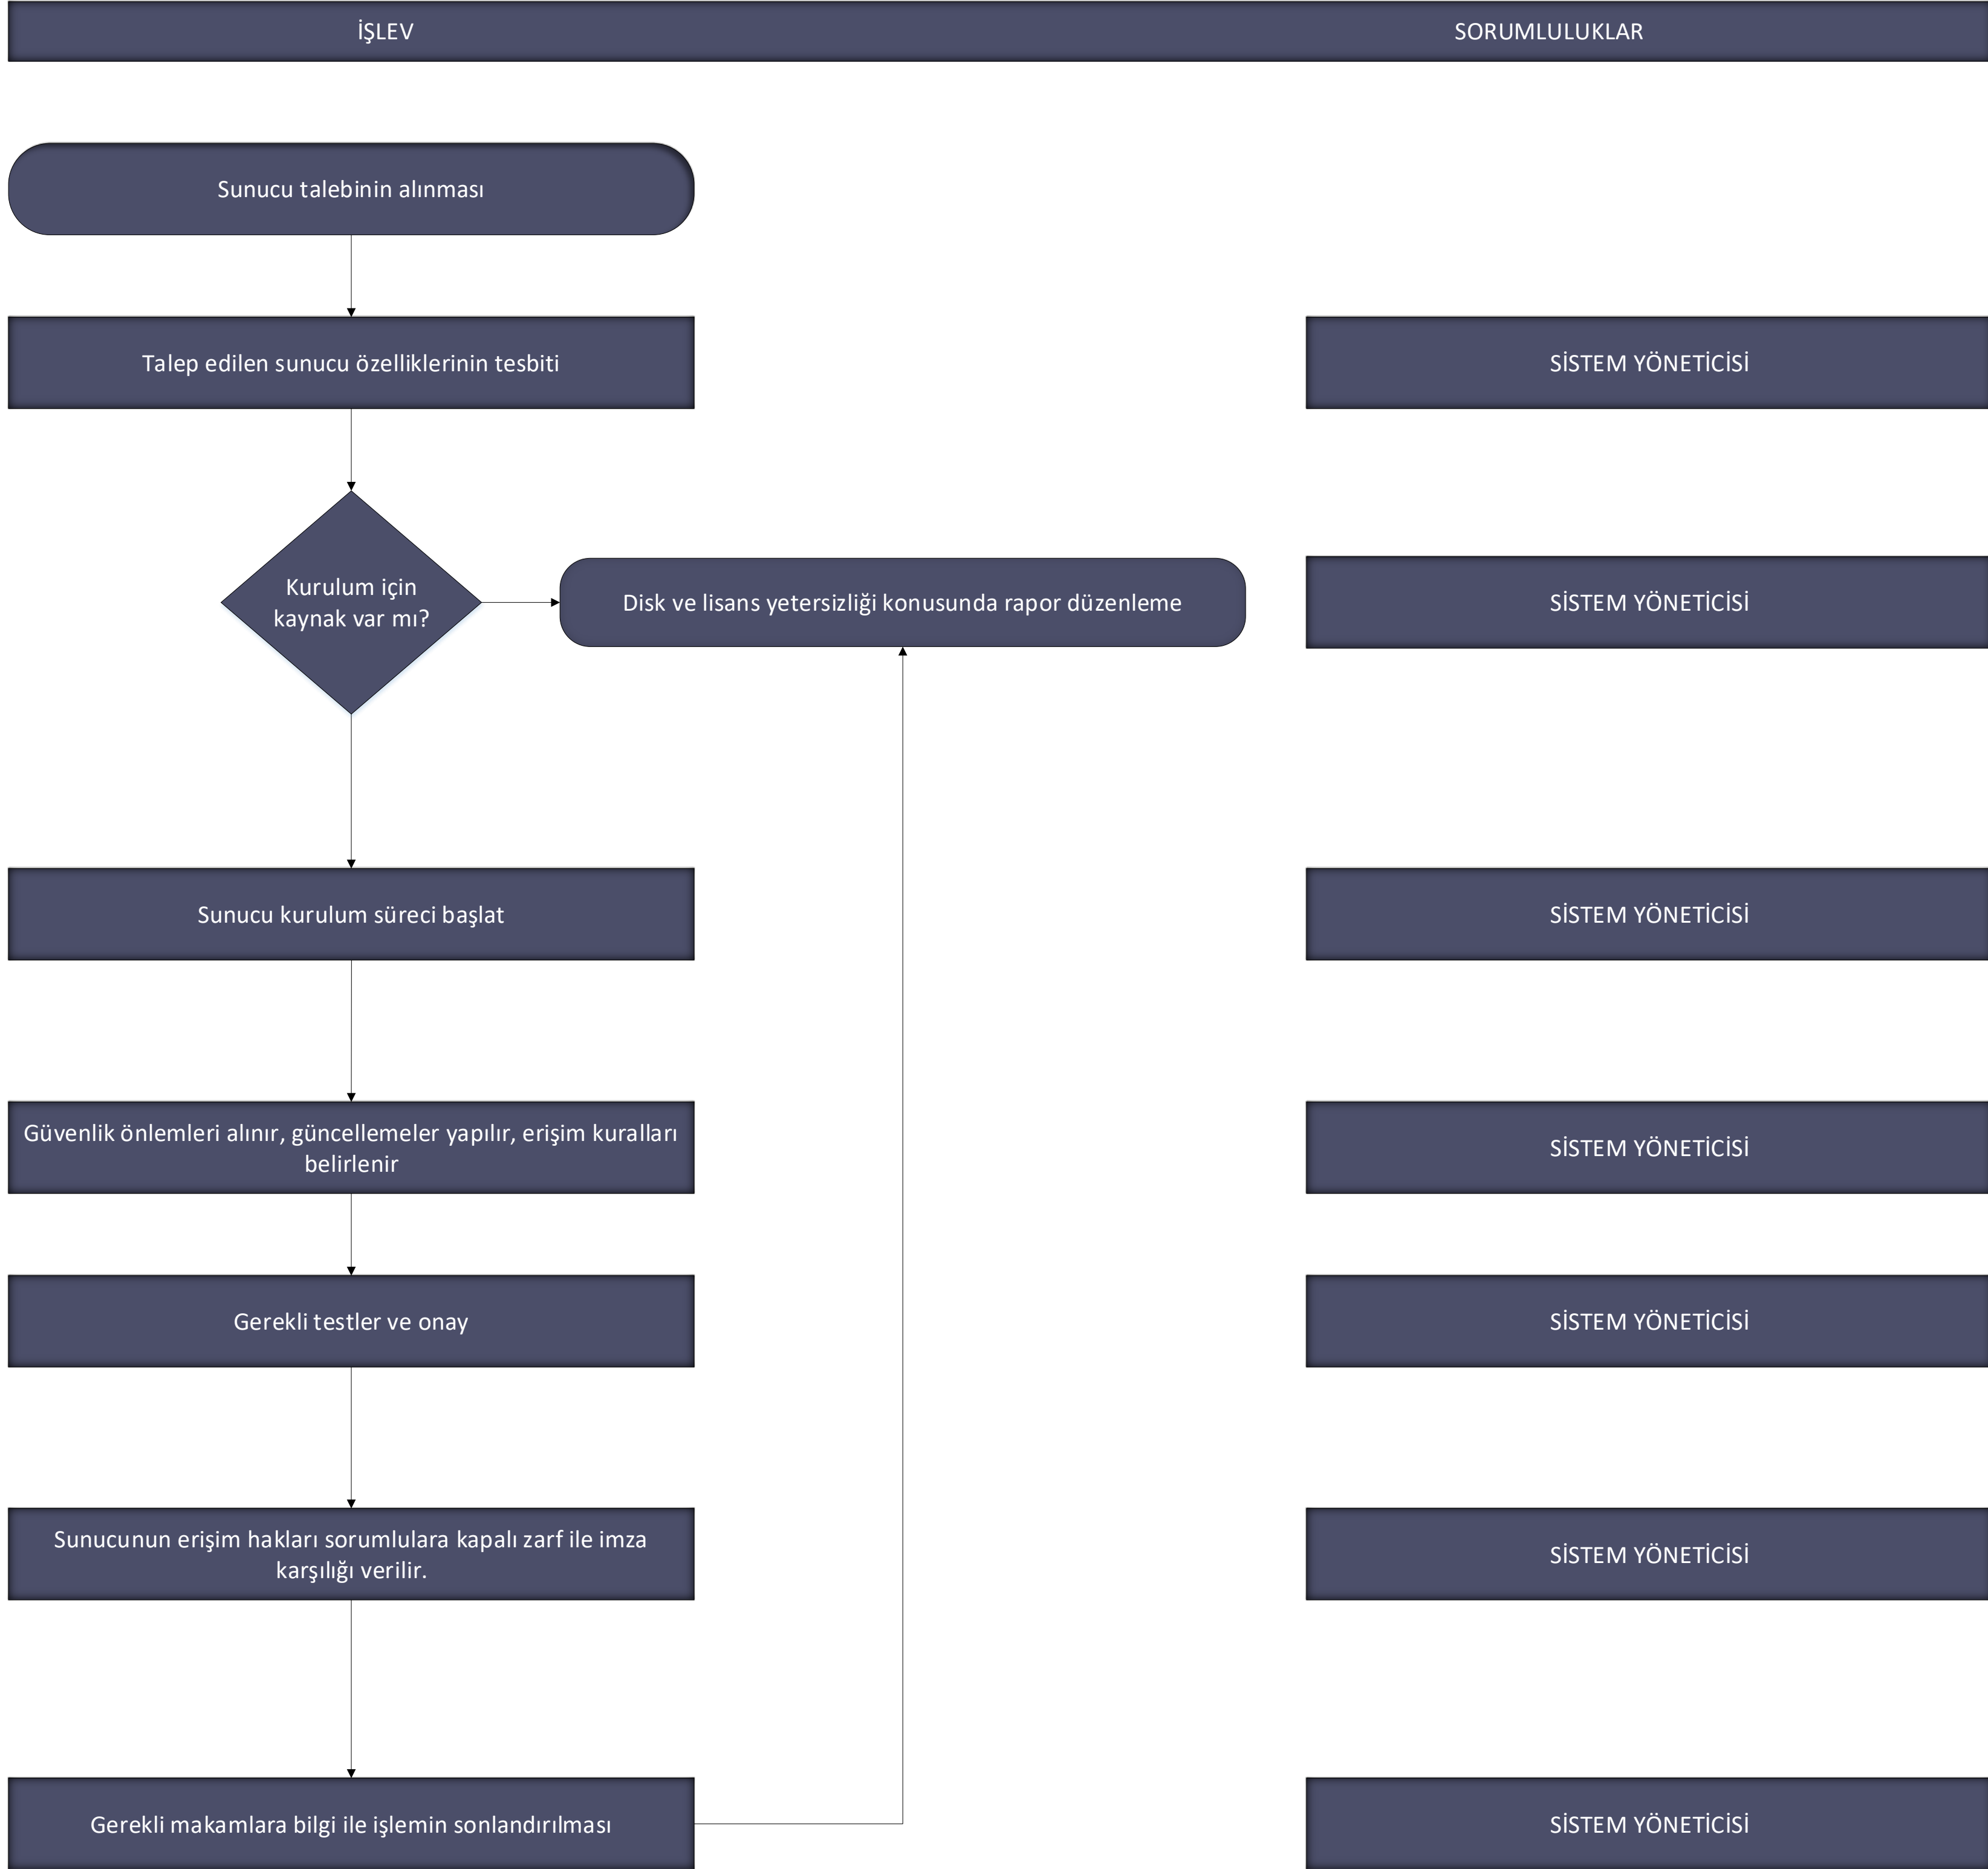 İŞLEV
SORUMLULUKLAR
Sunucu talebinin alınması
Talep edilen sunucu özelliklerinin tesbiti
SİSTEM YÖNETİCİSİ
Kurulum için
kaynak var mı?
Disk ve lisans yetersizliği konusunda rapor düzenleme
SİSTEM YÖNETİCİSİ
Sunucu kurulum süreci başlat
SİSTEM YÖNETİCİSİ
Güvenlik önlemleri alınır, güncellemeler yapılır, erişim kuralları
belirlenir
SİSTEM YÖNETİCİSİ
Gerekli testler ve onay
SİSTEM YÖNETİCİSİ
Sunucunun erişim hakları sorumlulara kapalı zarf ile imza
karşılığı verilir.
SİSTEM YÖNETİCİSİ
Gerekli makamlara bilgi ile işlemin sonlandırılması
SİSTEM YÖNETİCİSİ